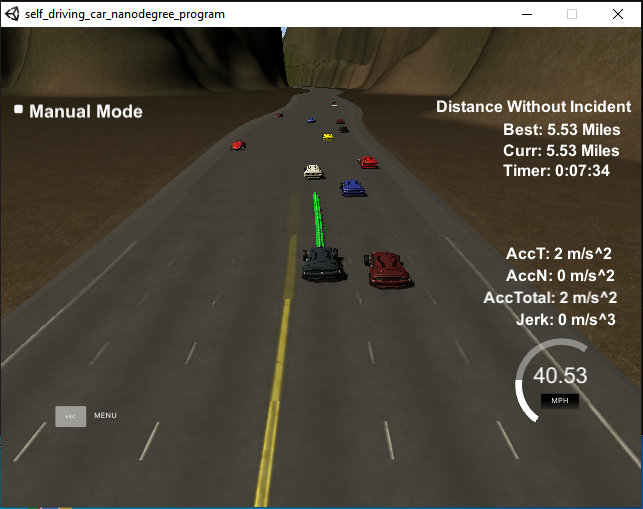 self_driving_car_nanodegree_program
Manual Mode
Distance Without Incident
Best: 5.53 Miles
Curr: 5.53 Miles
Timer: 0:07:34
AccT: 2 m/s^2
AccN: 0 m/s^2
AccTotal: 2 m/s^2
Jerk: 0 m/s^3
40.53
MPH
ESC MENU